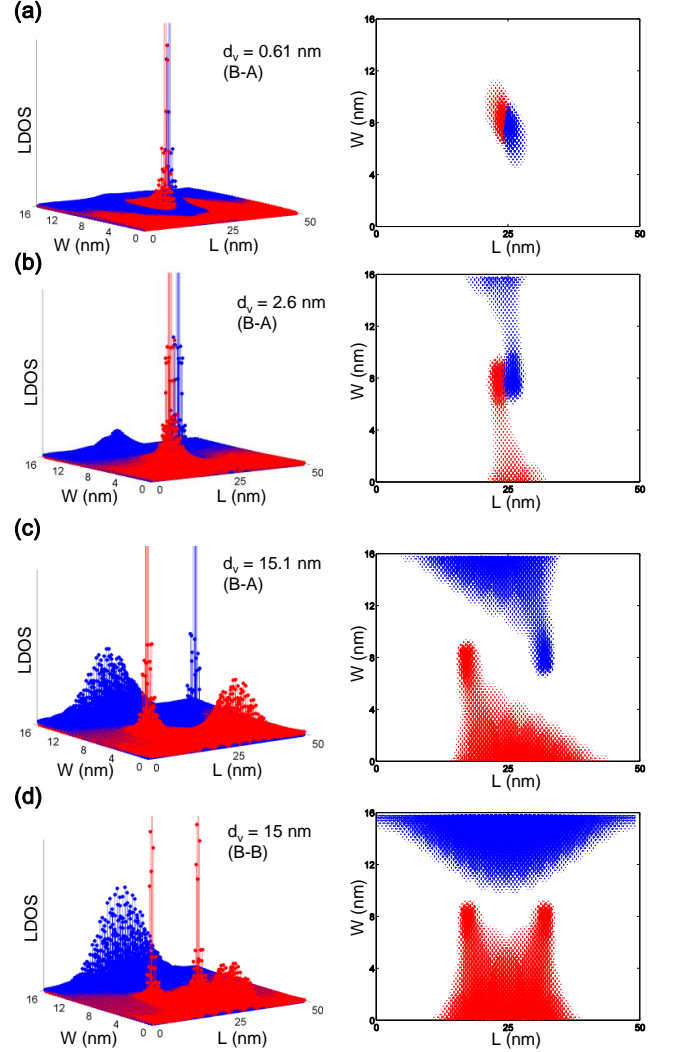 (a)
d_v = 0.61 nm
(B-A)
LDOS
16
12
8
4
0
W (nm)
0
25
50
L (nm)
16
12
8
4
0
W (nm)
0
25
50
L (nm)
(b)
d_v = 2.6 nm
(B-A)
LDOS
16
12
8
4
0
W (nm)
0
25
50
L (nm)
16
12
8
4
0
W (nm)
0
25
50
L (nm)
(c)
d_v = 15.1 nm
(B-A)
LDOS
16
12
8
4
0
W (nm)
0
25
50
L (nm)
16
12
8
4
0
W (nm)
0
25
50
L (nm)
(d)
d_v = 15 nm
(B-B)
LDOS
16
12
8
4
0
W (nm)
0
25
50
L (nm)
16
12
8
4
0
W (nm)
0
25
50
L (nm)